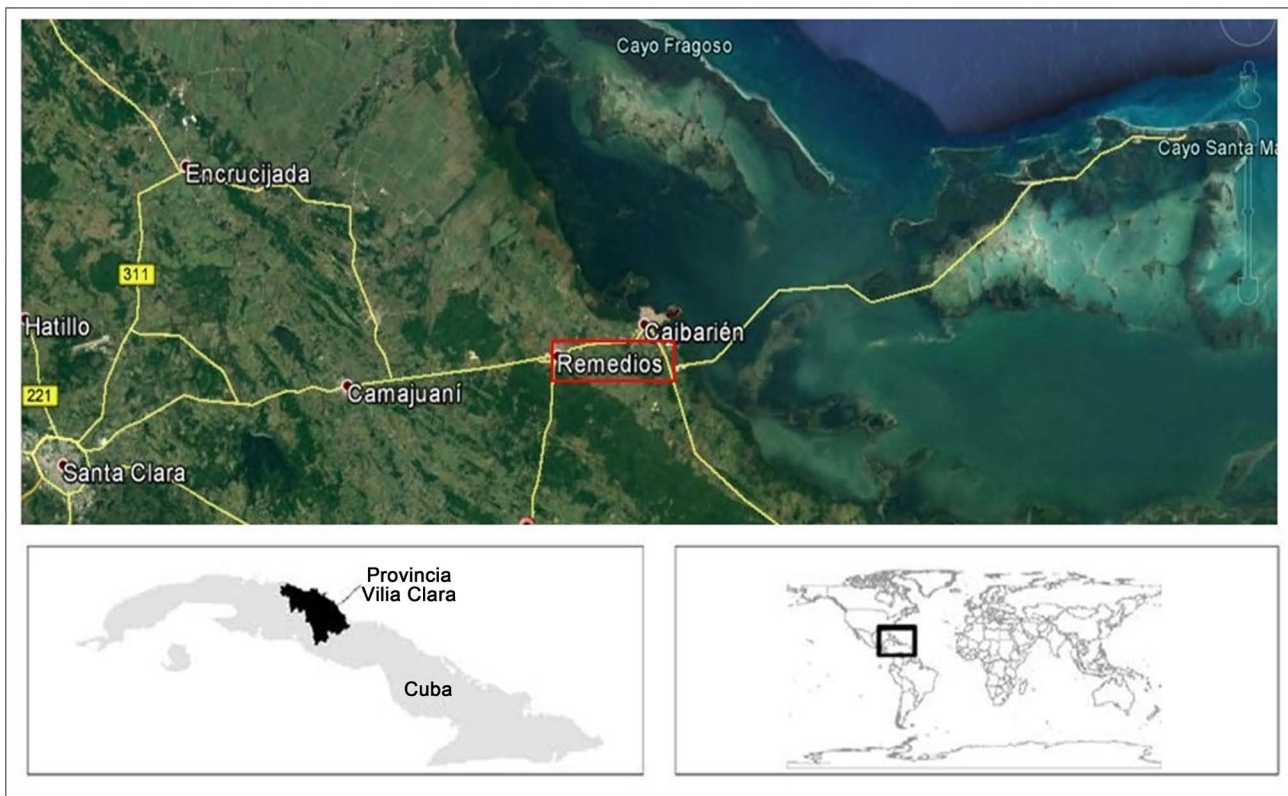 Cayo Fragoso
Cayo Santa Ma
Encrucijada
311
Hatillo
Caibarién
Remedios
221
Camajuaní
Santa Clara
Provincia
Vilia Clara
Cuba